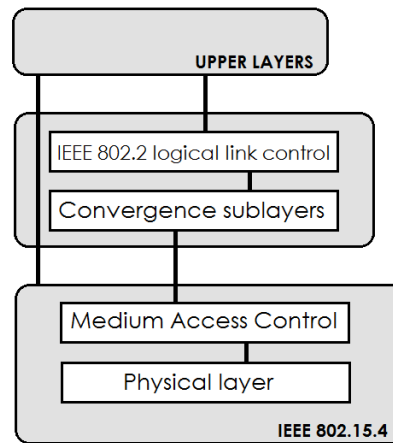 UPPER LAYERS
IEEE 802.2 logical link control
Convergence sublayers
Medium Access Control
Physical layer
IEEE 802.15.4